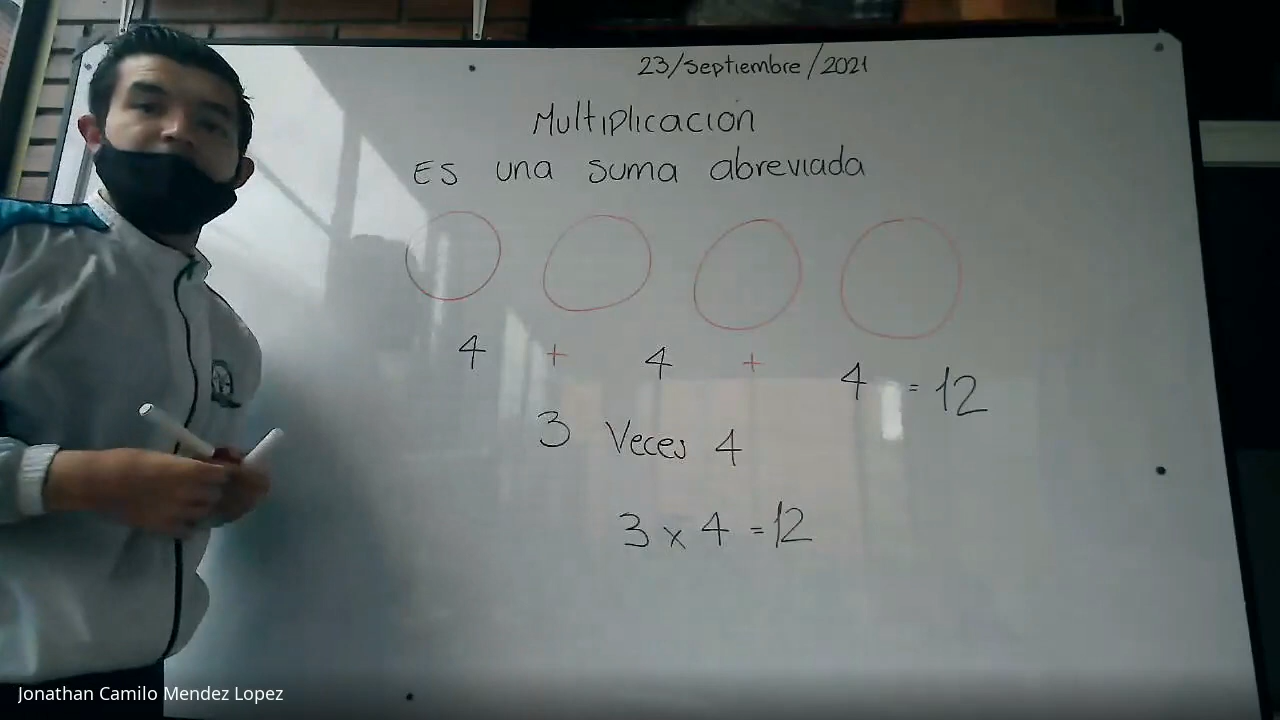 23/septiembre/2021
Multiplicación
Es una suma abreviada
4 + 4 + 4 = 12
3 Veces 4
3 x 4 = 12
Jonathan Camilo Mendez Lopez